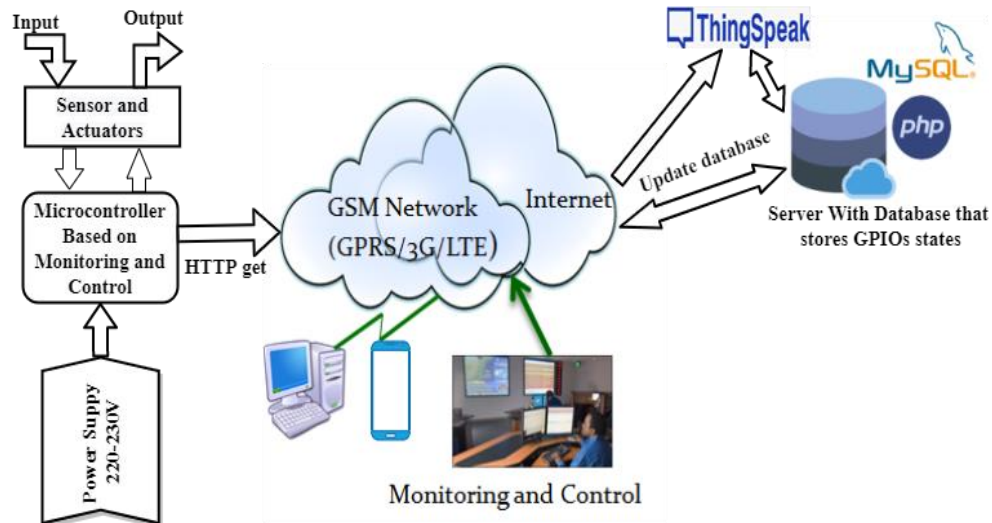 Input
Output
Sensor and
Actuators
Microcontroller
Based on
Monitoring and
Control
Power Suppy
220-230V
HTTP get
GSM Network
(GPRS/3G/LTE)
Internet
ThingSpeak
Update database
MySQL®
php
Server With Database that
stores GPIOs states
Monitoring and Control